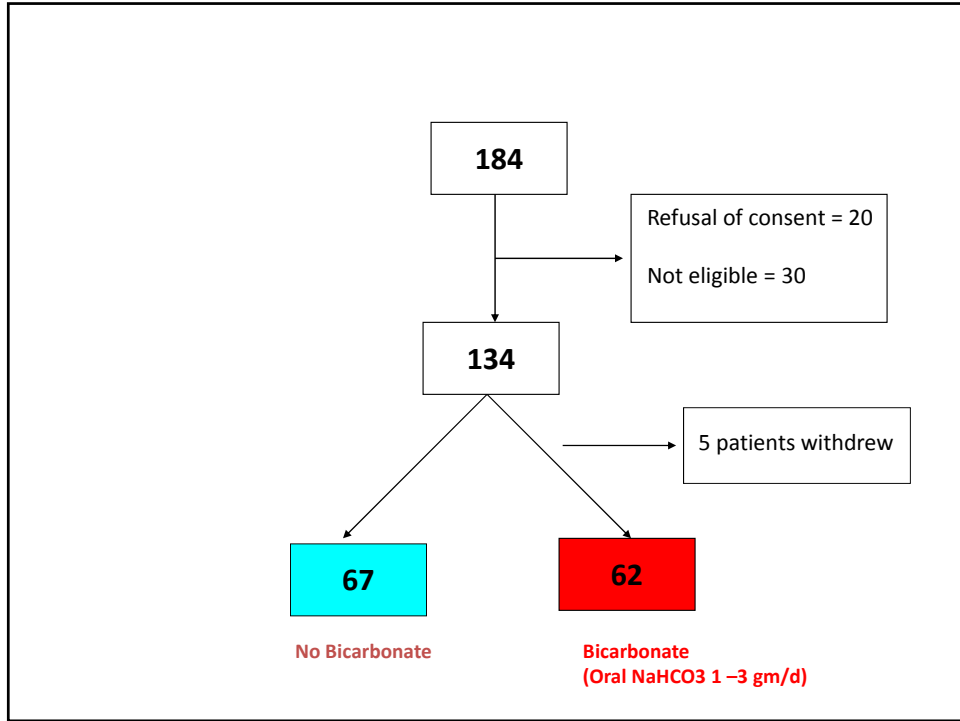 184
Refusal of consent = 20
Not eligible = 30
134
5 patients withdrew
67
62
No Bicarbonate
Bicarbonate
(Oral NaHCO3 1 –3 gm/d)